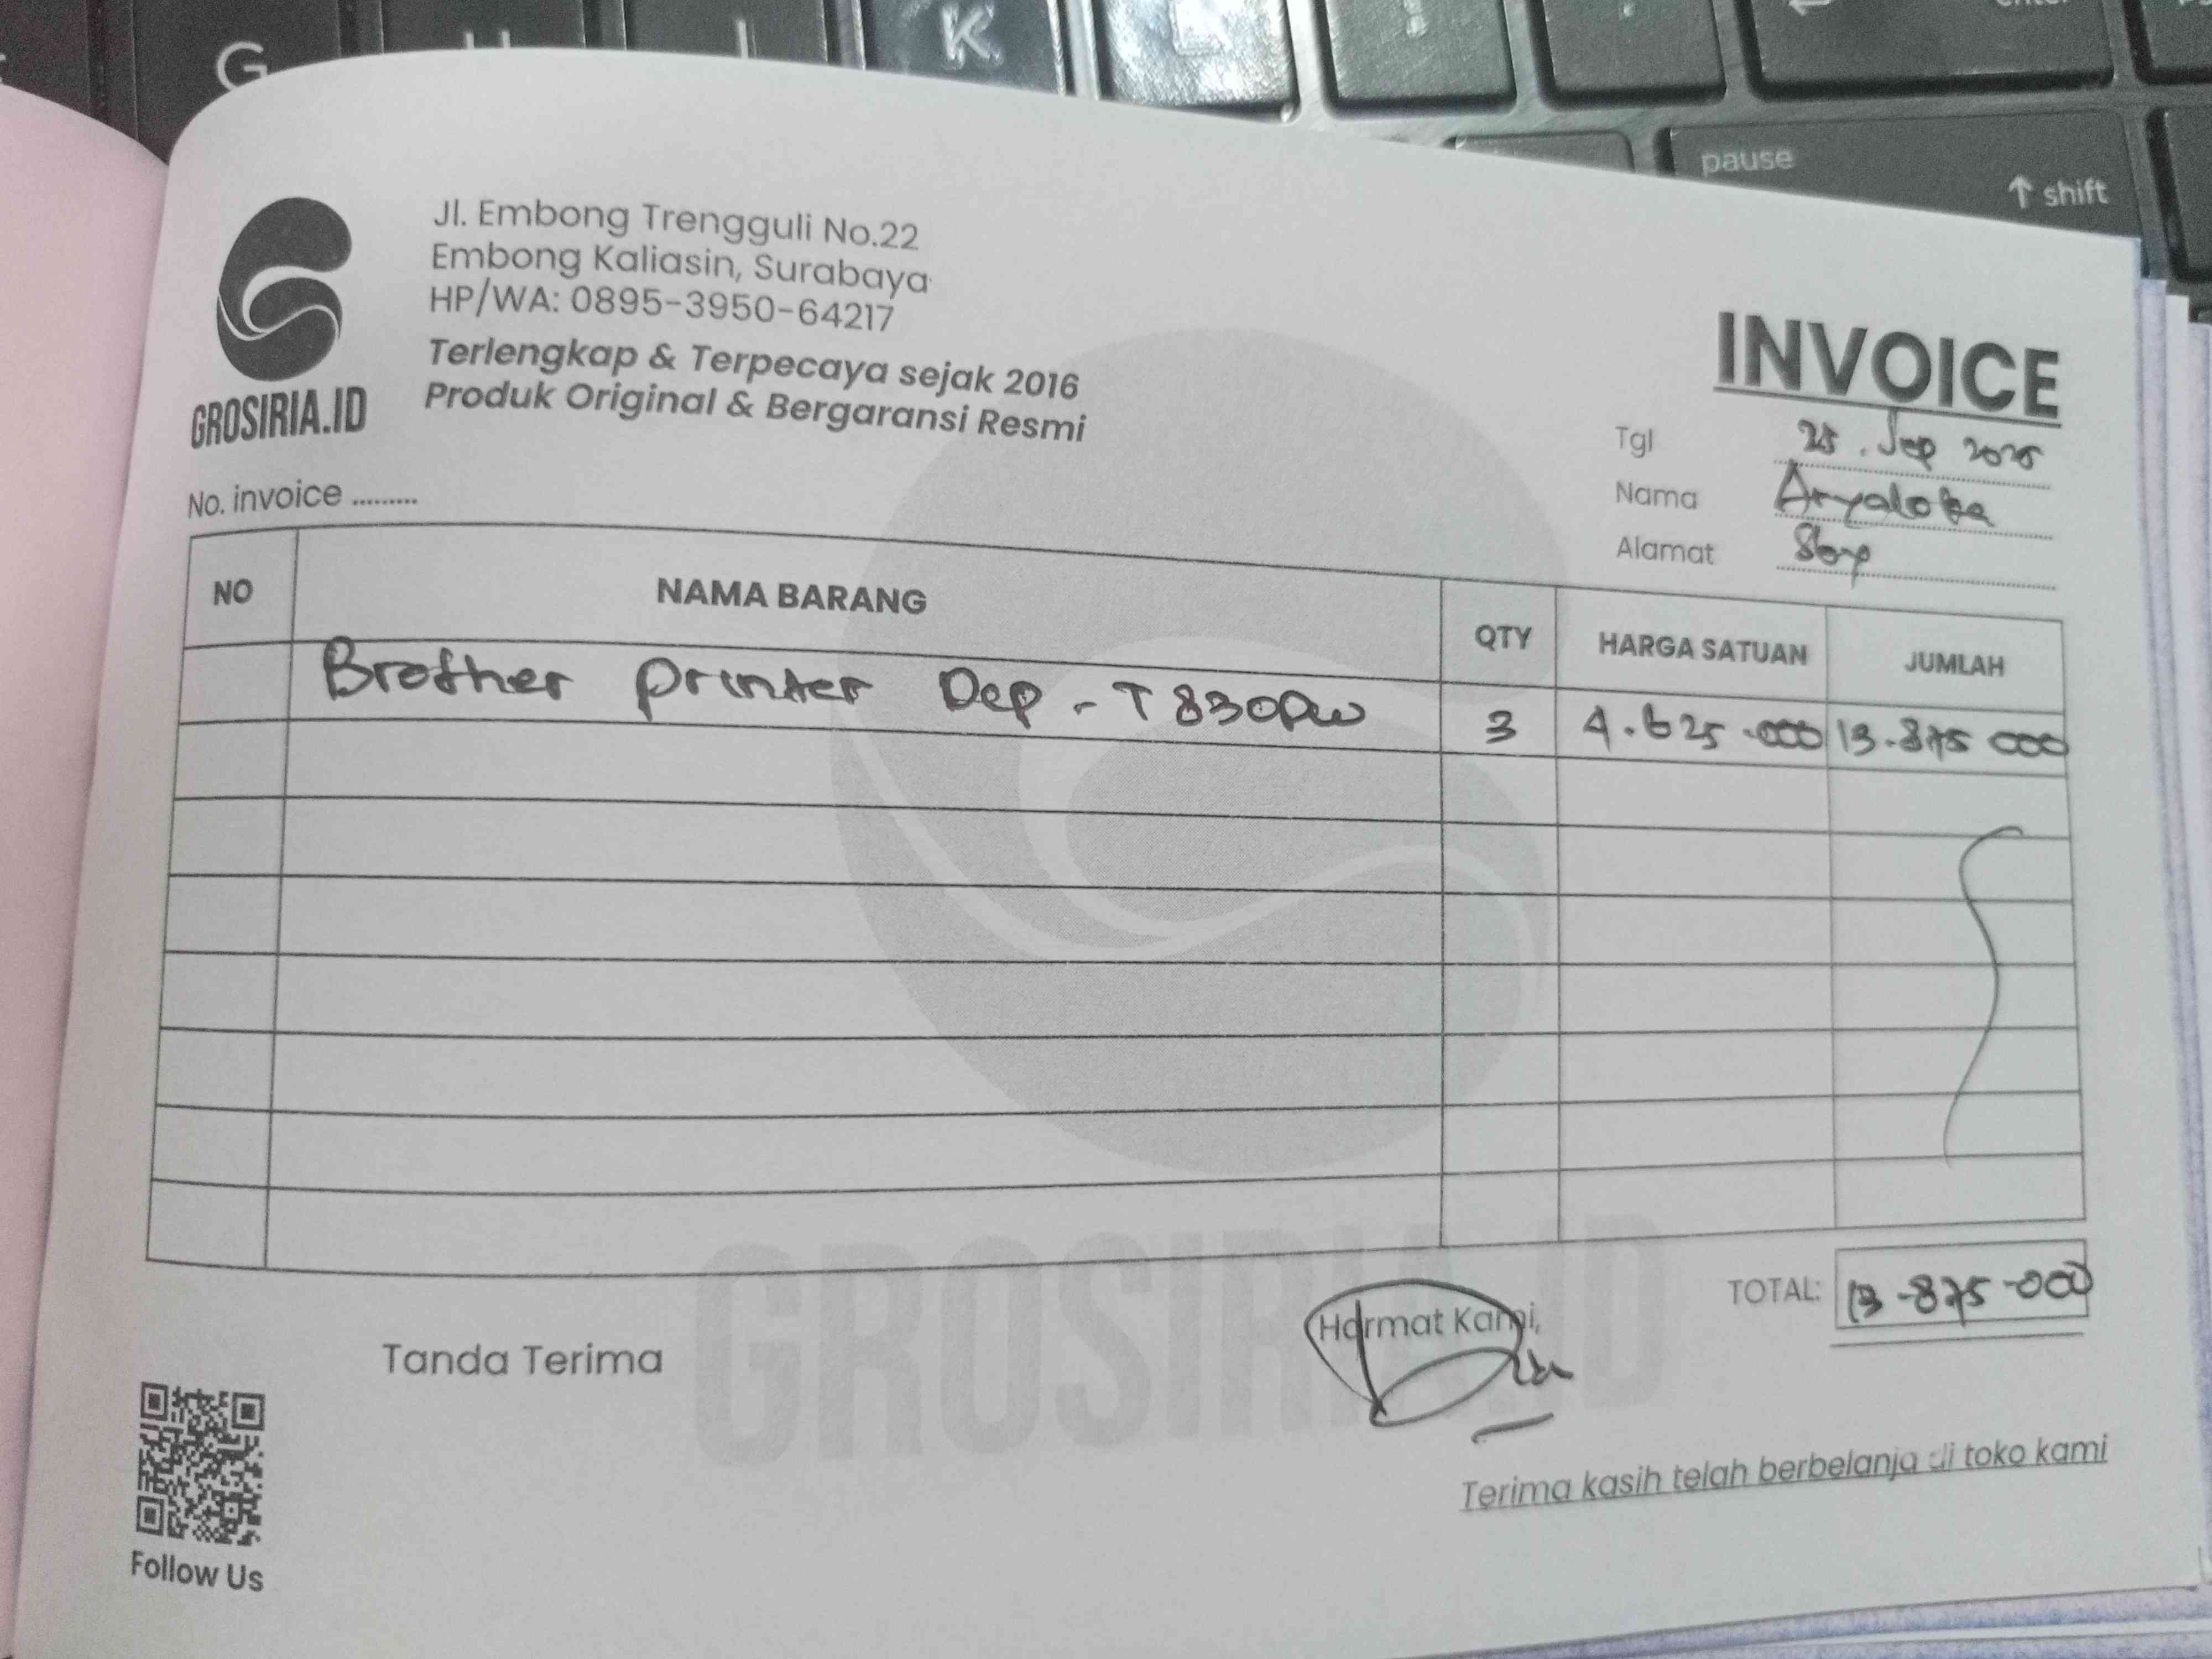 G
K
pause
↑ shift
Jl. Embong Trengguli No.22
Embong Kaliasin, Surabaya
HP/WA: 0895-3950-64217
Terlengkap & Terpecaya sejak 2016
Produk Original & Bergaransi Resmi
GROSIRIA.ID
INVOICE
Tgl 25 . Sep 2025
Nama Aryaloka
Alamat Sby
No. invoice .........
NO NAMA BARANG QTY HARGA SATUAN JUMLAH
Brother Printer Dcp - T830DW 3 4.625.000 13.875 000
GROSIRIA.ID
TOTAL: 13-875-000
Tanda Terima
Hormat Kami,
Terima kasih telah berbelanja di toko kami
Follow Us